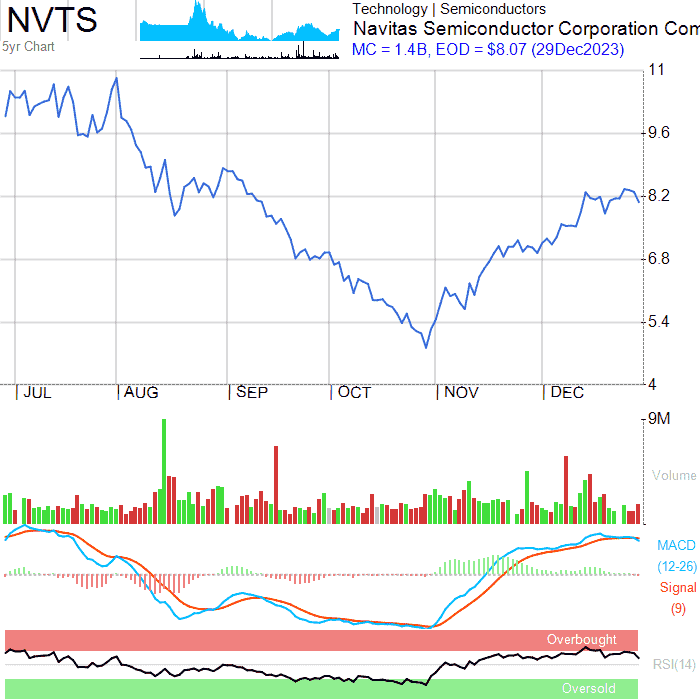 NVTS
5yr Chart
Technology | Semiconductors
Navitas Semiconductor Corporation Com
MC = 1.4B, EOD = $8.07 (29Dec2023)
11
9.6
8.2
6.8
5.4
4
| JUL | AUG | SEP | OCT | NOV | DEC
9M
Volume
MACD
(12-26)
Signal
(9)
Overbought
RSI(14)
Oversold